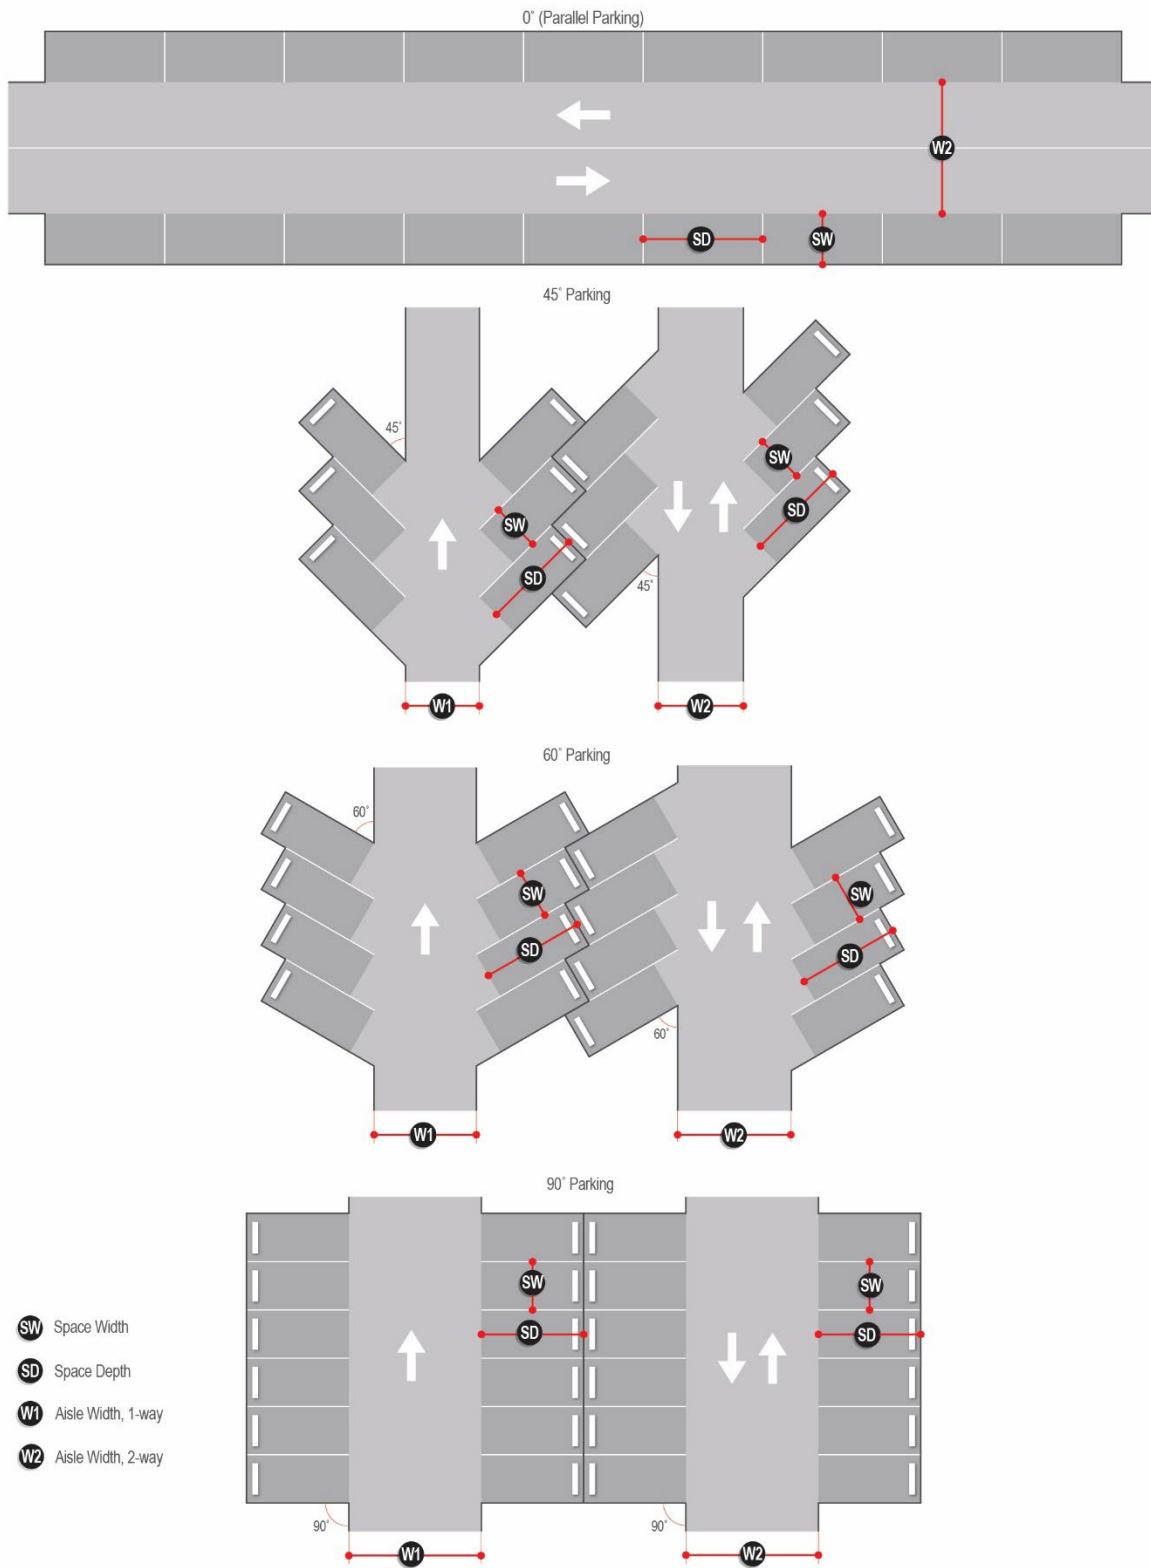 0˚ (Parallel Parking)
W2
SD
SW
45˚ Parking
45˚
SW
SW
SD
SD
45˚
W1
W2
60˚ Parking
60˚
SW
SW
SD
SD
60˚
W1
W2
90˚ Parking
SW
SW
SD
SD
SW Space Width
SD Space Depth
W1 Aisle Width, 1-way
W2 Aisle Width, 2-way
90˚
90˚
W1
W2